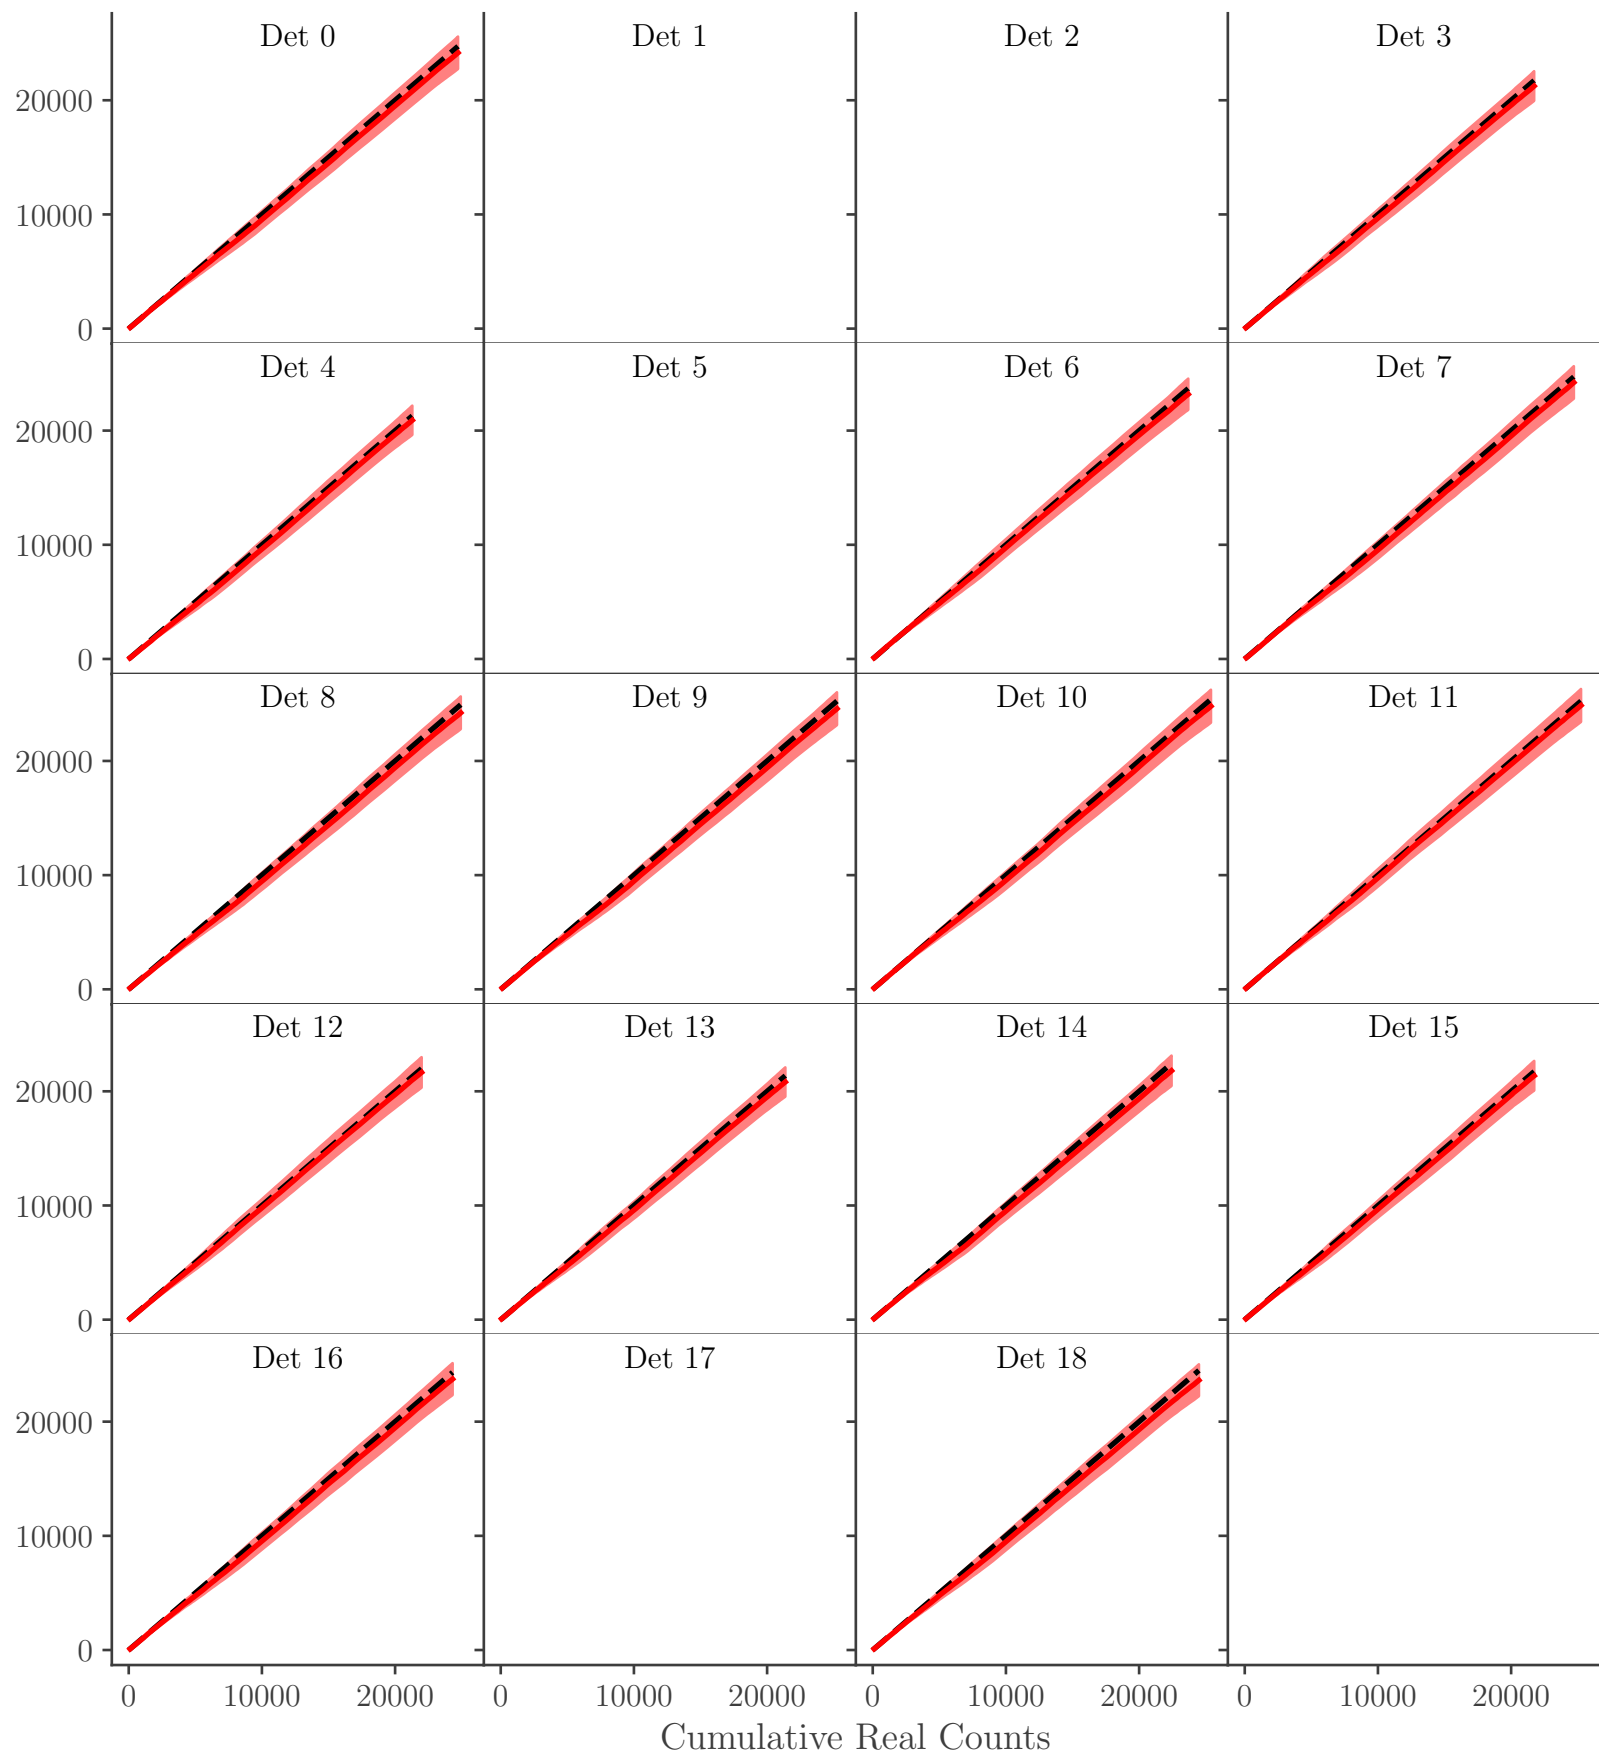 Det 0 Det 1 Det 2 Det 3
20000
10000
0
Det 4 Det 5 Det 6 Det 7
20000
10000
0
Det 8 Det 9 Det 10 Det 11
20000
10000
0
Det 12 Det 13 Det 14 Det 15
20000
10000
0
Det 16 Det 17 Det 18
20000
10000
0
0 10000 20000 0 10000 20000 0 10000 20000 0 10000 20000
Cumulative Real Counts